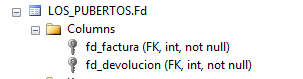 LOS_PUBERTOS.Fd
Columns
fd_factura (FK, int, not null)
fd_devolucion (FK, int, not null)